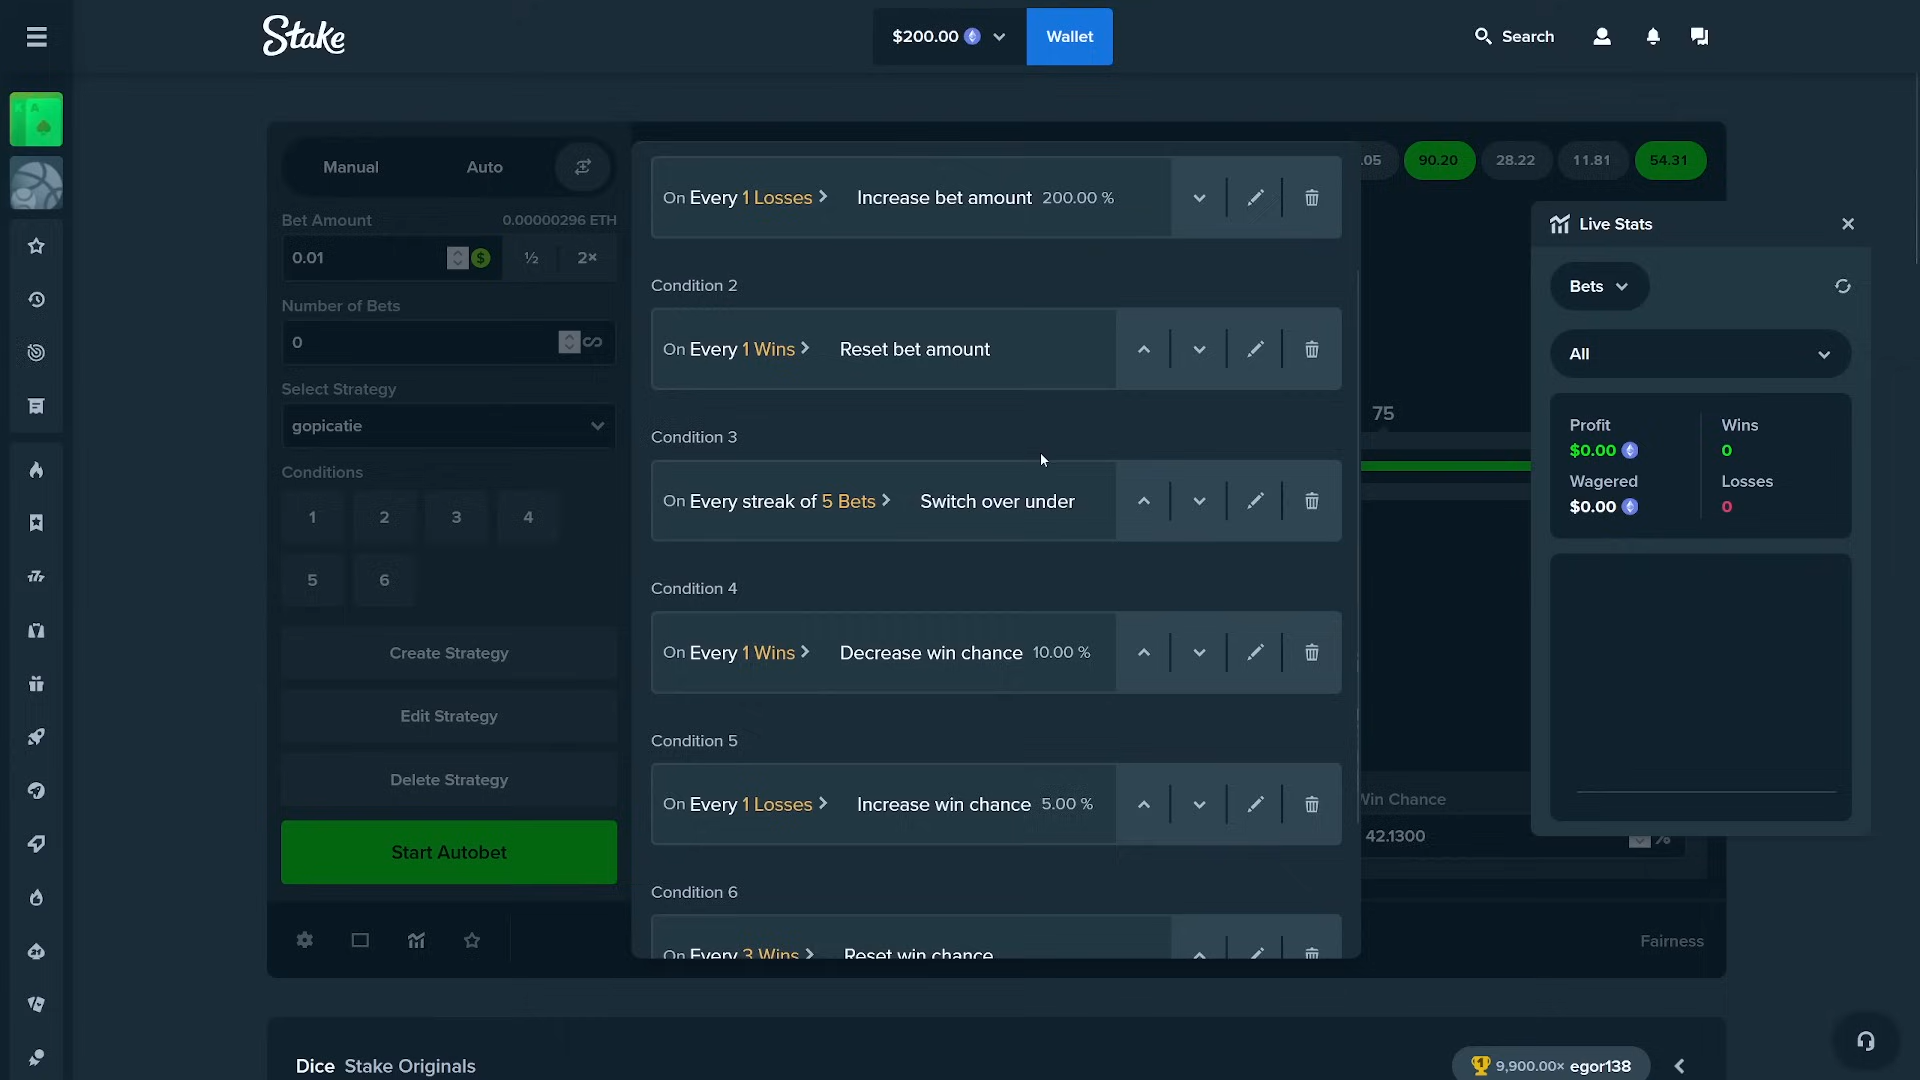 Stake
$200.00
Wallet
Search
Manual
Auto
.05
90.20
28.22
11.81
54.31
Bet Amount
0.00000296 ETH
0.01
½
2×
Number of Bets
0
∞
Select Strategy
gopicatie
Conditions
1
2
3
4
5
6
Create Strategy
Edit Strategy
Delete Strategy
Start Autobet
On Every 1 Losses > Increase bet amount 200.00 %
Condition 2
On Every 1 Wins > Reset bet amount
Condition 3
On Every streak of 5 Bets > Switch over under
Condition 4
On Every 1 Wins > Decrease win chance 10.00 %
Condition 5
On Every 1 Losses > Increase win chance 5.00 %
Condition 6
On Every 3 Wins > Reset win chance
75
Win Chance
42.1300
%
Live Stats
Bets
All
Profit
$0.00
Wins
0
Wagered
$0.00
Losses
0
Fairness
Dice Stake Originals
9,900.00× egor138